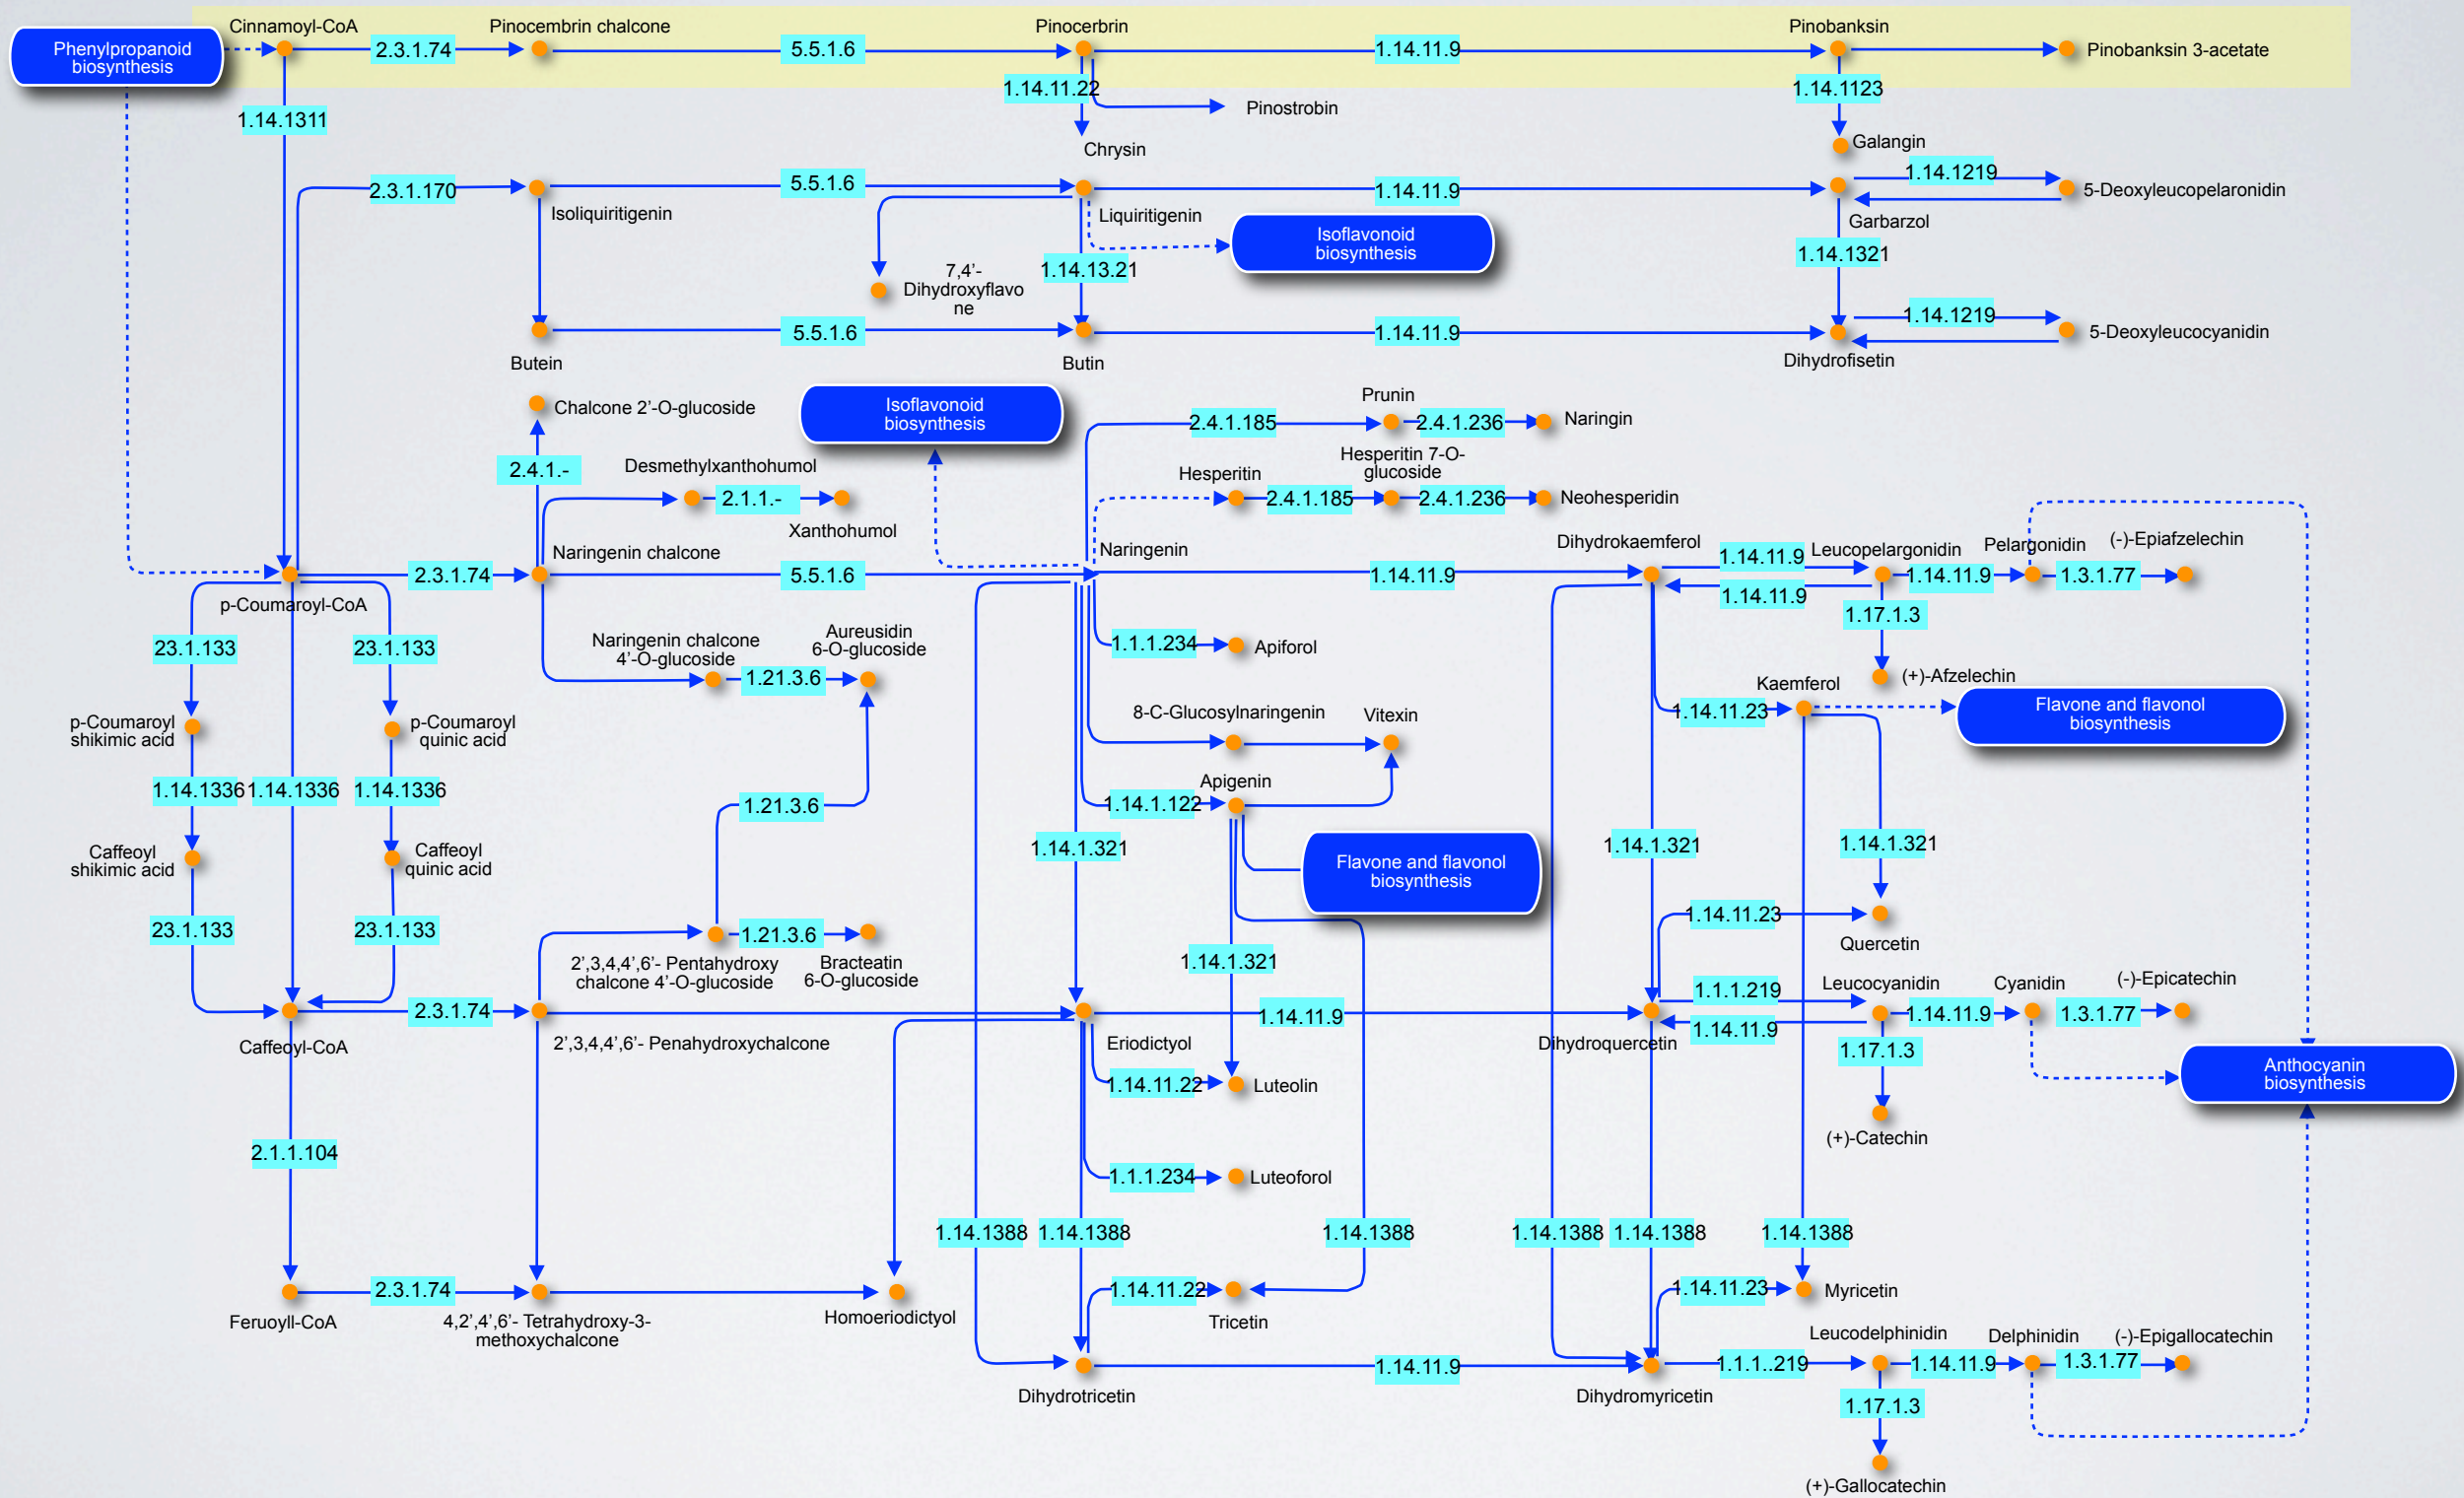 Cinnamoyl-CoA
Pinocembrin chalcone
Pinocerbrin
Pinobanksin
Phenylpropanoid
biosynthesis
2.3.1.74
5.5.1.6
1.14.11.9
Pinobanksin 3-acetate
1.14.11.22
1.14.1123
Pinostrobin
1.14.1311
Chrysin
Galangin
2.3.1.170
5.5.1.6
1.14.11.9
1.14.1219
5-Deoxyleucopelaronidin
Isoliquiritigenin
Liquiritigenin
Garbarzol
Isoflavonoid
biosynthesis
1.14.1321
7,4’-
Dihydroxyflavo
ne
1.14.13.21
1.14.1219
5.5.1.6
1.14.11.9
5-Deoxyleucocyanidin
Butein
Butin
Dihydrofisetin
Chalcone 2’-O-glucoside
Isoflavonoid
biosynthesis
Prunin
2.4.1.185
2.4.1.236
Naringin
2.4.1.-
Desmethylxanthohumol
Hesperitin
Hesperitin 7-O-
glucoside
2.1.1.-
2.4.1.185
2.4.1.236
Neohesperidin
Xanthohumol
Naringenin chalcone
Naringenin
Dihydrokaemferol
1.14.11.9
Leucopelargonidin
Pelargonidin
(-)-Epiafzelechin
2.3.1.74
5.5.1.6
1.14.11.9
1.14.11.9
1.3.1.77
1.14.11.9
p-Coumaroyl-CoA
1.17.1.3
23.1.133
23.1.133
Naringenin chalcone
4’-O-glucoside
Aureusidin
6-O-glucoside
1.1.1.234
Apiforol
1.21.3.6
(+)-Afzelechin
Kaemferol
p-Coumaroyl
shikimic acid
p-Coumaroyl
quinic acid
8-C-Glucosylnaringenin
Vitexin
1.14.11.23
Flavone and flavonol
biosynthesis
1.14.1336
1.14.1336
1.14.1336
1.21.3.6
Apigenin
1.14.1.122
Caffeoyl
shikimic acid
Caffeoyl
quinic acid
1.14.1.321
Flavone and flavonol
biosynthesis
1.14.1.321
1.14.1.321
23.1.133
23.1.133
1.21.3.6
1.14.11.23
Quercetin
2’,3,4,4’,6’- Pentahydroxy
chalcone 4’-O-glucoside
Bracteatin
6-O-glucoside
1.14.1.321
1.1.1.219
Leucocyanidin
Cyanidin
(-)-Epicatechin
2.3.1.74
1.14.11.9
1.14.11.9
1.14.11.9
1.3.1.77
Caffeoyl-CoA
2’,3,4,4’,6’- Penahydroxychalcone
Eriodictyol
Dihydroquercetin
1.17.1.3
Anthocyanin
biosynthesis
1.14.11.22
Luteolin
(+)-Catechin
2.1.1.104
1.1.1.234
Luteoforol
1.14.1388
1.14.1388
1.14.1388
1.14.1388
1.14.1388
1.14.1388
2.3.1.74
1.14.11.22
1.14.11.23
Myricetin
Feruoyll-CoA
4,2’,4’,6’- Tetrahydroxy-3-
methoxychalcone
Homoeriodictyol
Tricetin
Leucodelphinidin
Delphinidin
(-)-Epigallocatechin
1.14.11.9
1.1.1..219
1.14.11.9
1.3.1.77
Dihydrotricetin
Dihydromyricetin
1.17.1.3
(+)-Gallocatechin